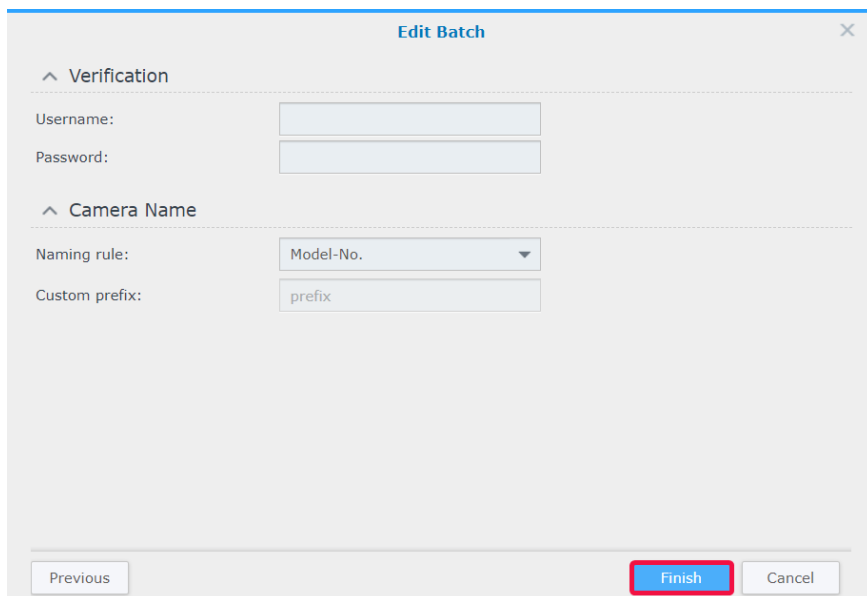 Edit Batch
Verification
Username:
Password:
Camera Name
Naming rule: Model-No.
Custom prefix: prefix
Previous Finish Cancel